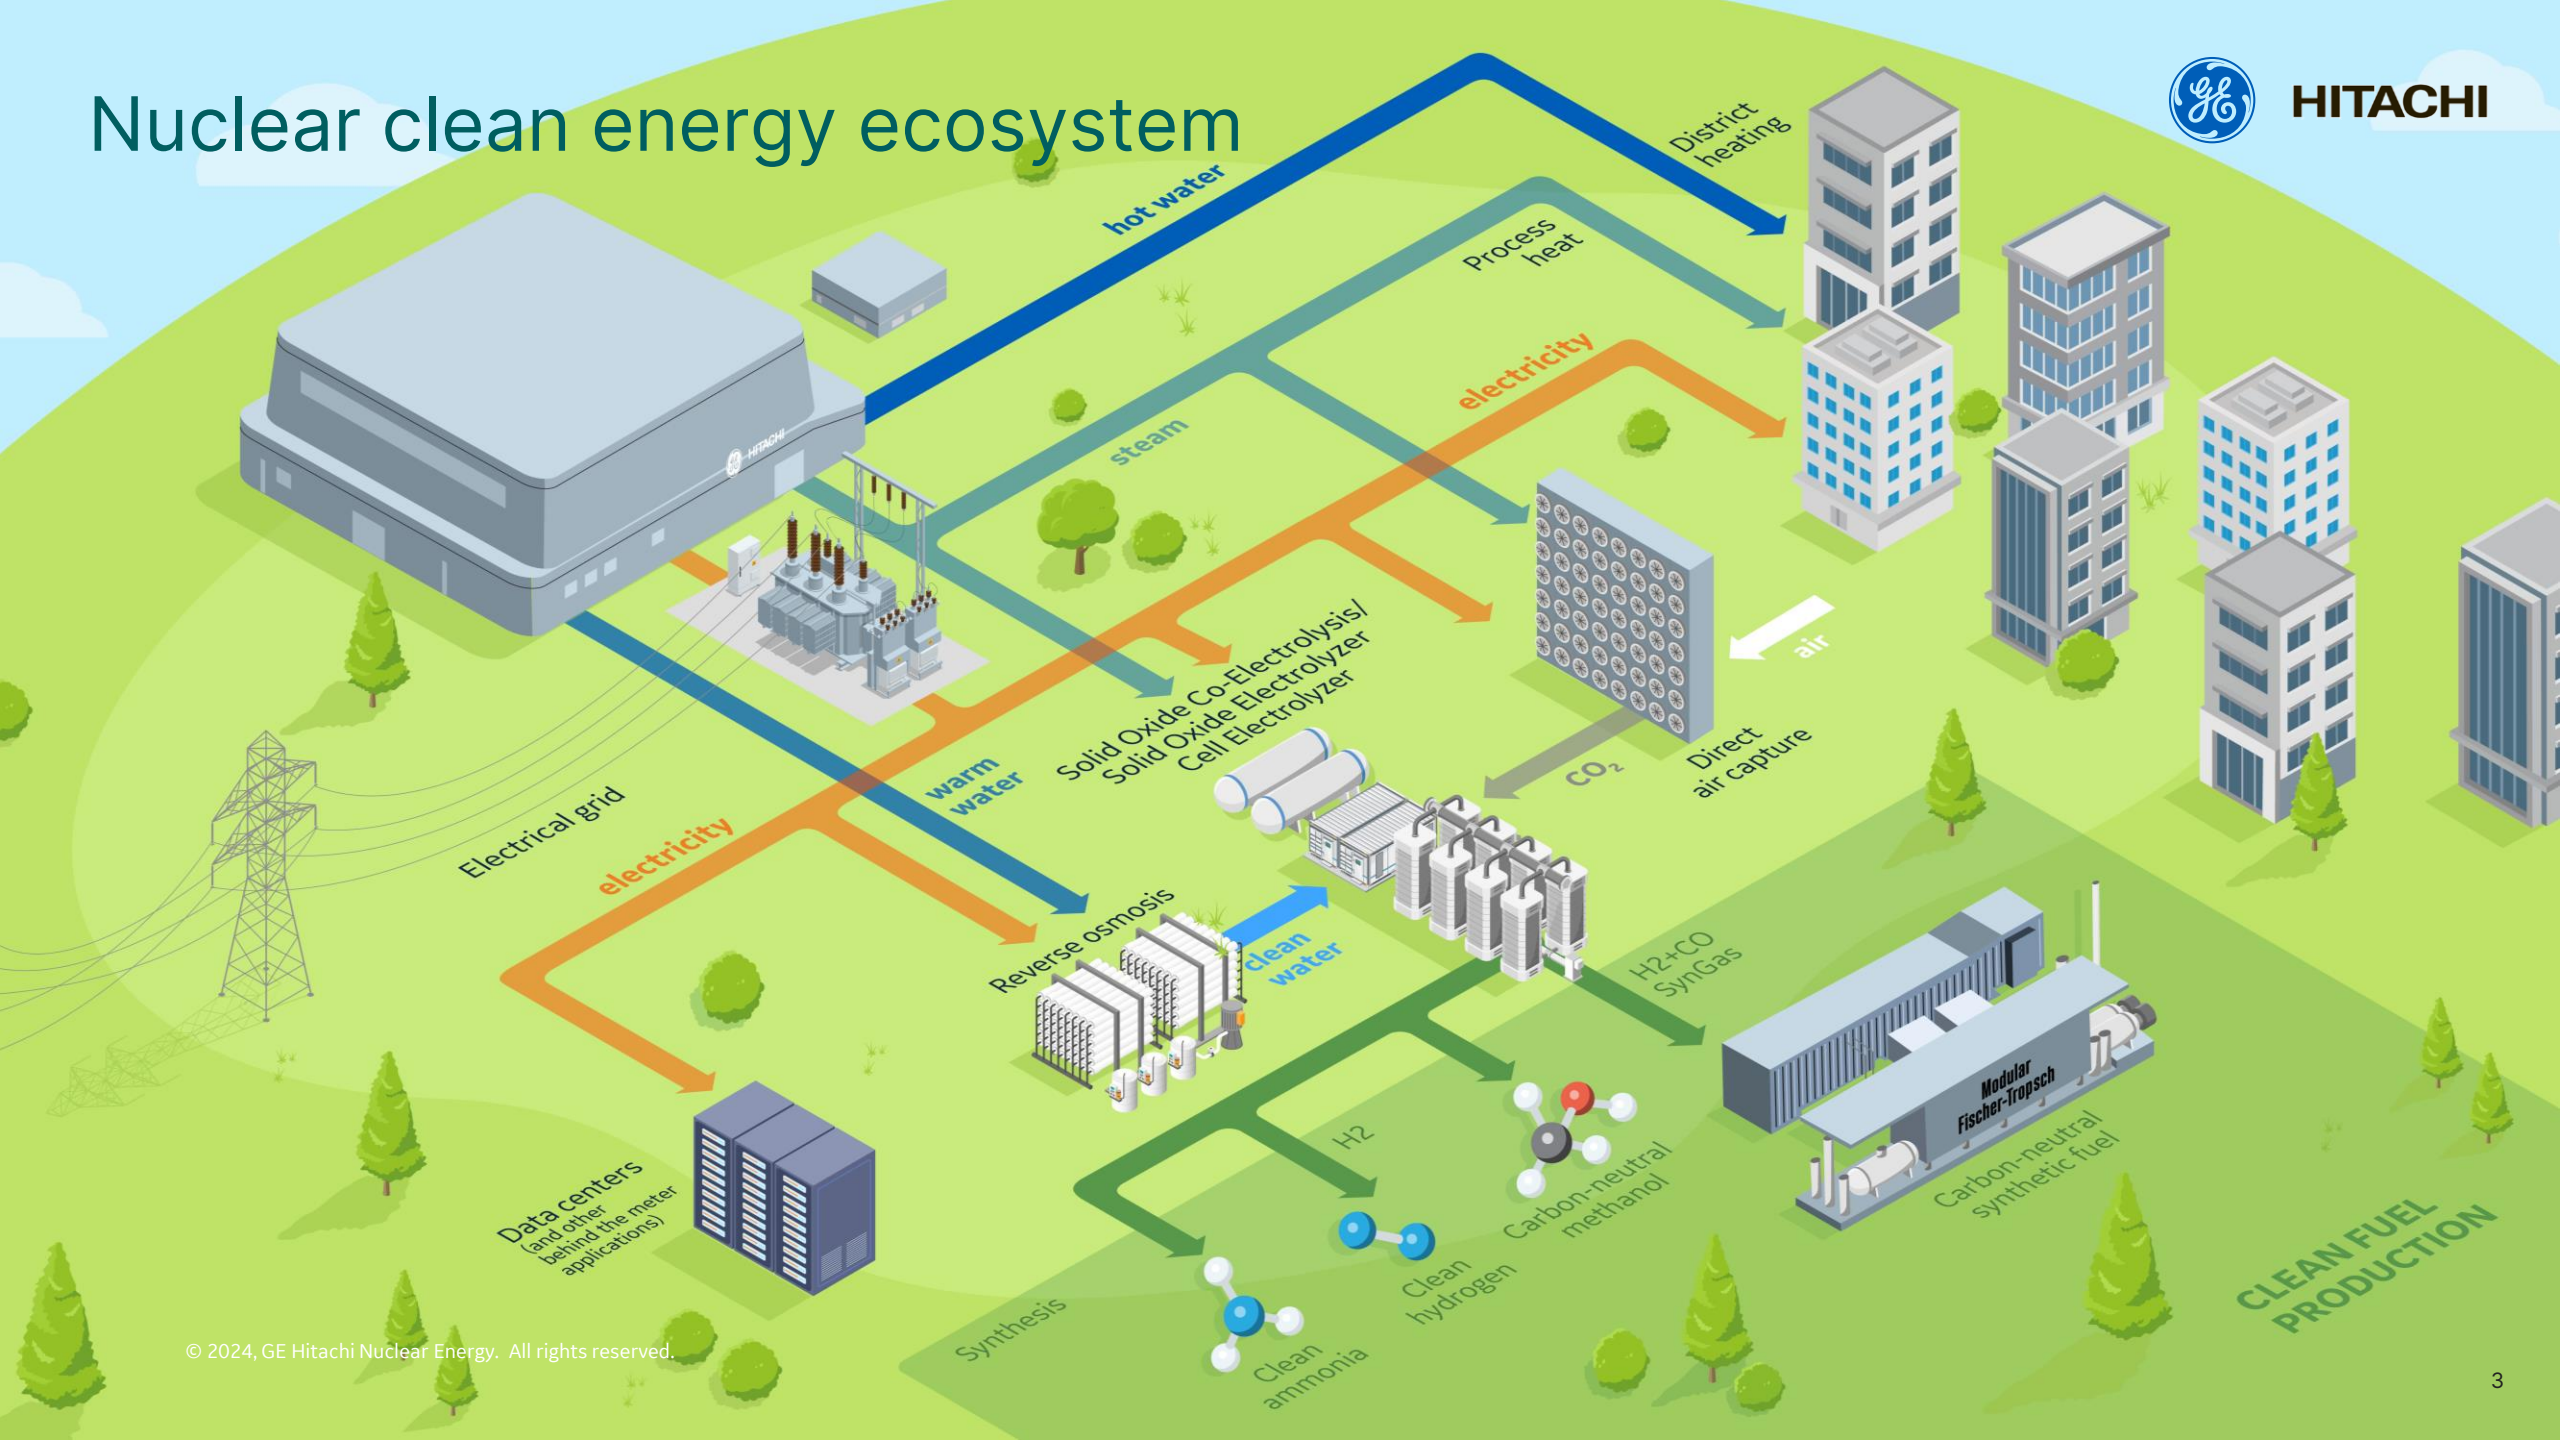 Nuclear clean energy ecosystem
GE
HITACHI
District
heating
hot water
Process
heat
electricity
steam
GE HITACHI
air
Solid Oxide Co-Electrolysis/
Solid Oxide Electrolyzer
Cell Electrolyzer
Direct
air capture
CO₂
warm
water
Electrical grid
electricity
Reverse osmosis
clean
water
H2+CO
SynGas
Modular
Fischer-Tropsch
Carbon-neutral
synthetic fuel
H2
Carbon-neutral
methanol
Data centers
(and other
behind the meter
applications)
Clean
hydrogen
CLEAN FUEL
PRODUCTION
Synthesis
Clean
ammonia
© 2024, GE Hitachi Nuclear Energy. All rights reserved.
3